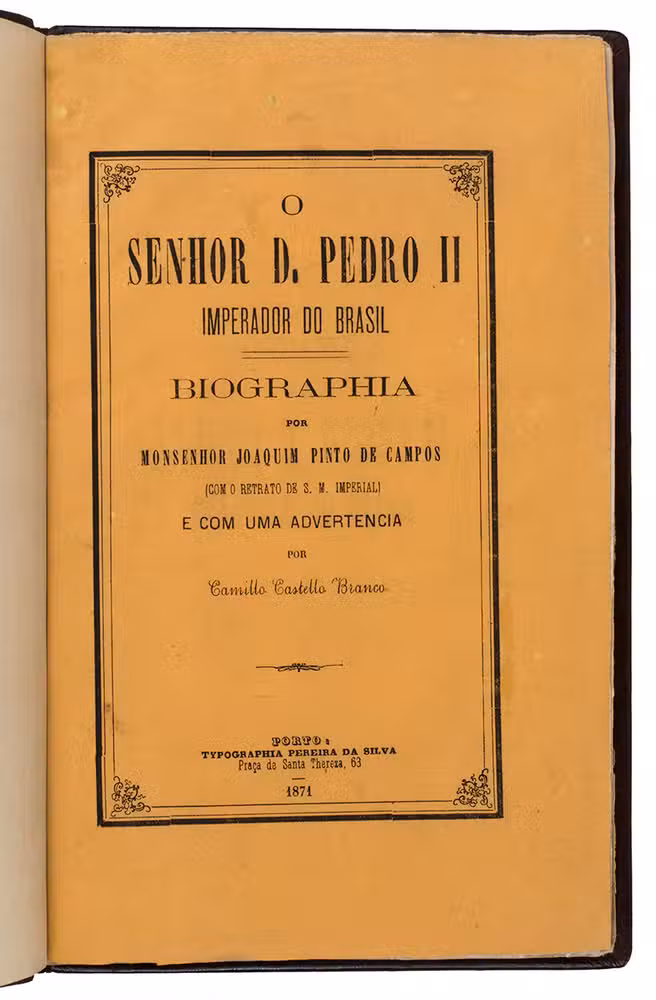 O
SENHOR D. PEDRO II
IMPERADOR DO BRASIL
BIOGRAPHIA
POR
MONSENHOR JOAQUIM PINTO DE CAMPOS
(COM O RETRATO DE S. M. IMPERIAL)
E COM UMA ADVERTENCIA
POR
Camillo Castello Branco
PORTO:
TYPOGRAPHIA PEREIRA DA SILVA
Praça de Santa Thereza, 63
1871